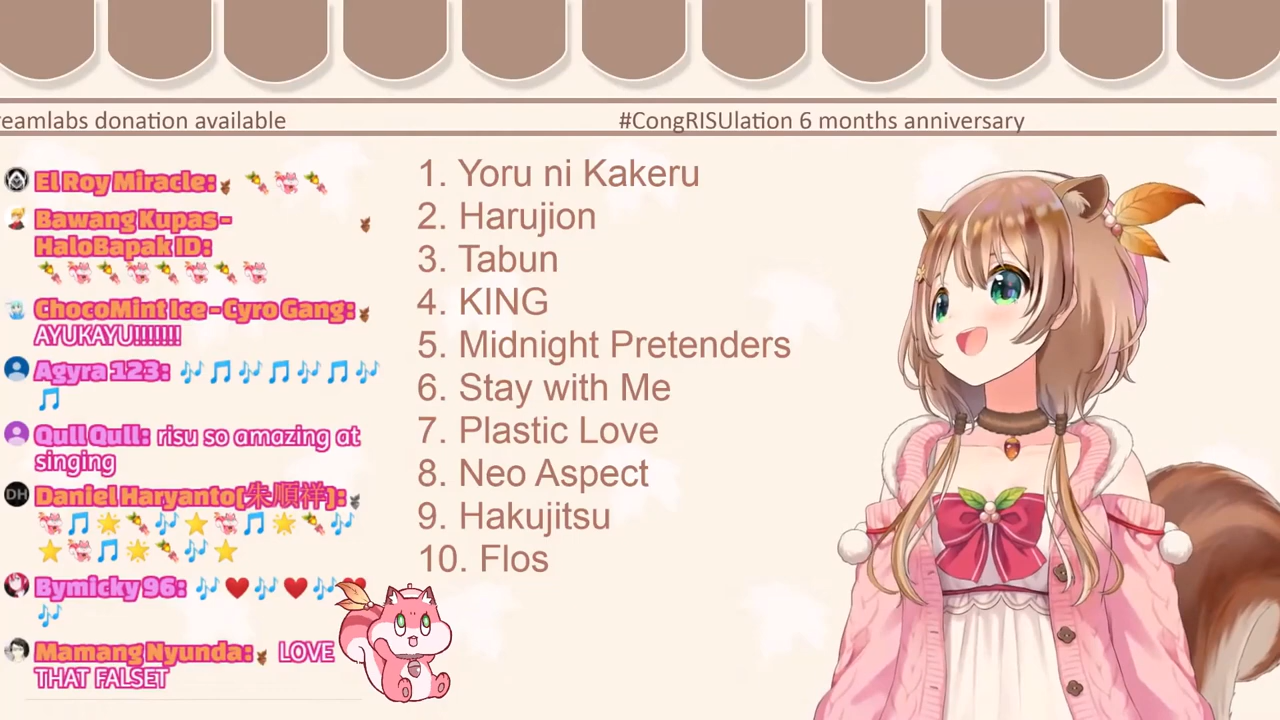 reamlabs donation available
#CongRISUlation 6 months anniversary
El Roy Miracle:
Bawang Kupas -
HaloBapak ID:
ChocoMint Ice - Cyro Gang:
AYUKAYU!!!!!!!
Agyra 123:
Qull Qull: risu so amazing at
singing
DH
Daniel Haryanto(朱順祥):
Bymicky 96:
Mamang Nyunda: LOVE
THAT FALSET
1. Yoru ni Kakeru
2. Harujion
3. Tabun
4. KING
5. Midnight Pretenders
6. Stay with Me
7. Plastic Love
8. Neo Aspect
9. Hakujitsu
10. Flos